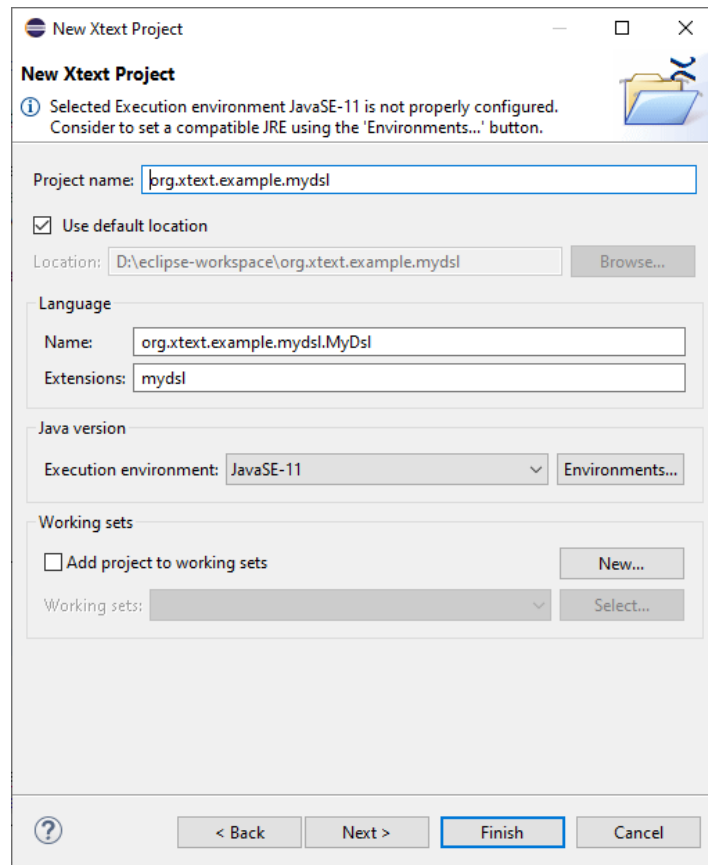 New Xtext Project
New Xtext Project
Selected Execution environment JavaSE-11 is not properly configured.
Consider to set a compatible JRE using the 'Environments...' button.
Project name: org.xtext.example.mydsl
Use default location
Location: D:\eclipse-workspace\org.xtext.example.mydsl Browse...
Language
Name: org.xtext.example.mydsl.MyDsl
Extensions: mydsl
Java version
Execution environment: JavaSE-11 Environments...
Working sets
Add project to working sets New...
Working sets: Select...
? < Back Next > Finish Cancel